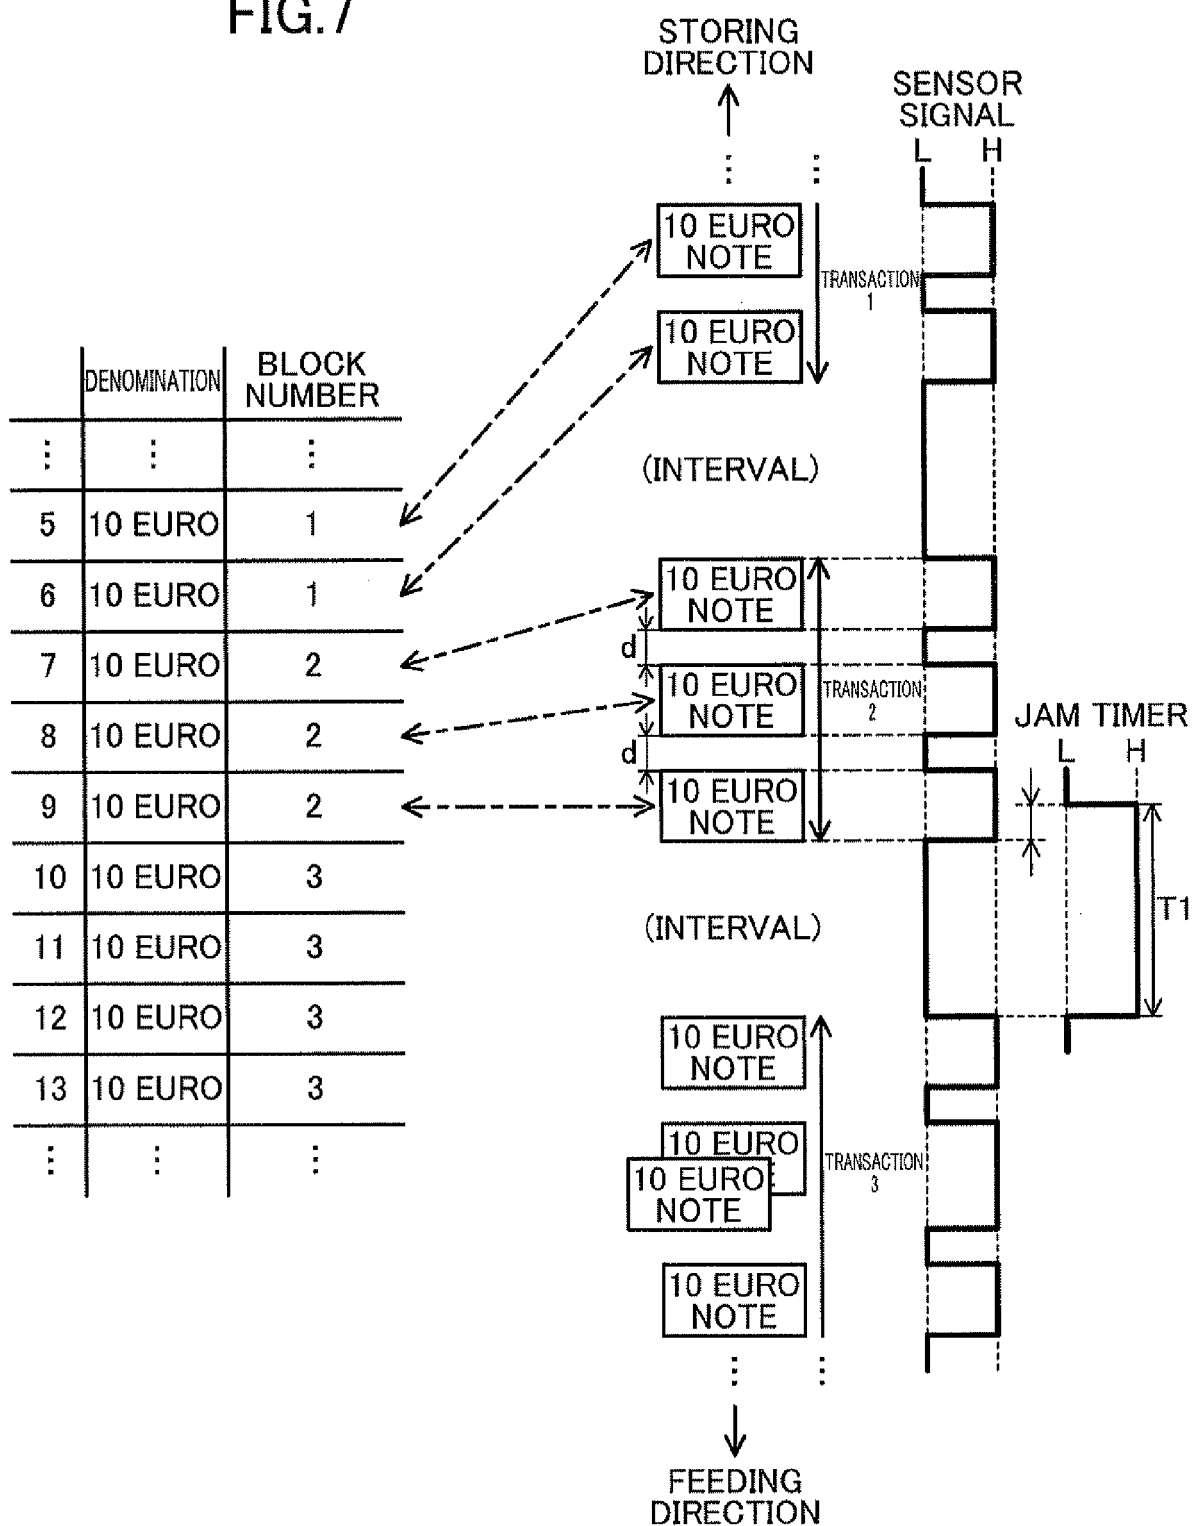 FIG.7
STORING
DIRECTION
SENSOR
SIGNAL
L H
10 EURO
NOTE
TRANSACTION
1
10 EURO
NOTE
DENOMINATION
BLOCK
NUMBER
5 10 EURO 1
6 10 EURO 1
7 10 EURO 2
8 10 EURO 2
9 10 EURO 2
10 10 EURO 3
11 10 EURO 3
12 10 EURO 3
13 10 EURO 3
(INTERVAL)
10 EURO
NOTE
d
10 EURO
NOTE
TRANSACTION
2
d
10 EURO
NOTE
JAM TIMER
L H
T1
(INTERVAL)
10 EURO
NOTE
10 EURO
10 EURO
NOTE
TRANSACTION
3
10 EURO
NOTE
FEEDING
DIRECTION